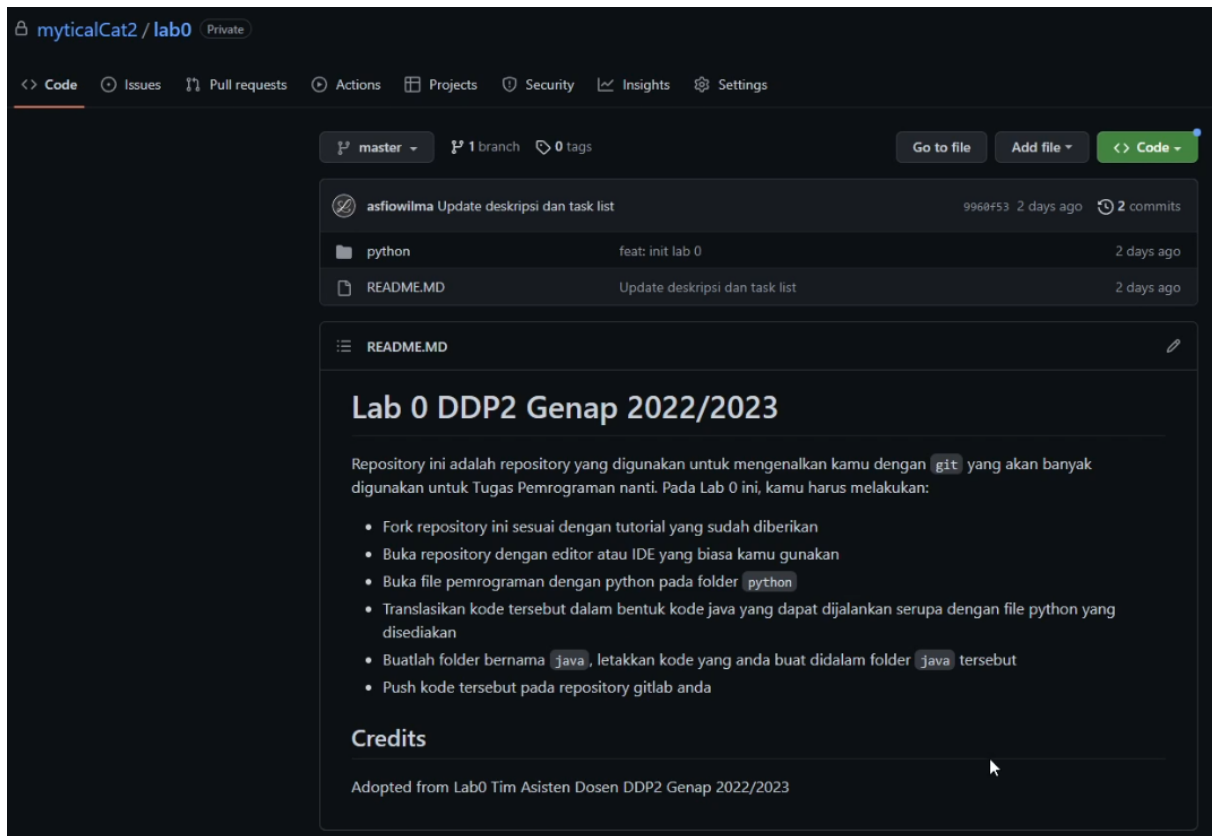 myticalCat2 / lab0 Private
Code Issues Pull requests Actions Projects Security Insights Settings
master 1 branch 0 tags Go to file Add file Code
asfiowilma Update deskripsi dan task list 9960f53 2 days ago 2 commits
python feat: init lab 0 2 days ago
README.MD Update deskripsi dan task list 2 days ago
README.MD
Lab 0 DDP2 Genap 2022/2023
Repository ini adalah repository yang digunakan untuk mengenalkan kamu dengan git yang akan banyak
digunakan untuk Tugas Pemrograman nanti. Pada Lab 0 ini, kamu harus melakukan:
• Fork repository ini sesuai dengan tutorial yang sudah diberikan
• Buka repository dengan editor atau IDE yang biasa kamu gunakan
• Buka file pemrograman dengan python pada folder python
• Translasikan kode tersebut dalam bentuk kode java yang dapat dijalankan serupa dengan file python yang
disediakan
• Buatlah folder bernama java, letakkan kode yang anda buat didalam folder java tersebut
• Push kode tersebut pada repository gitlab anda
Credits
Adopted from Lab0 Tim Asisten Dosen DDP2 Genap 2022/2023